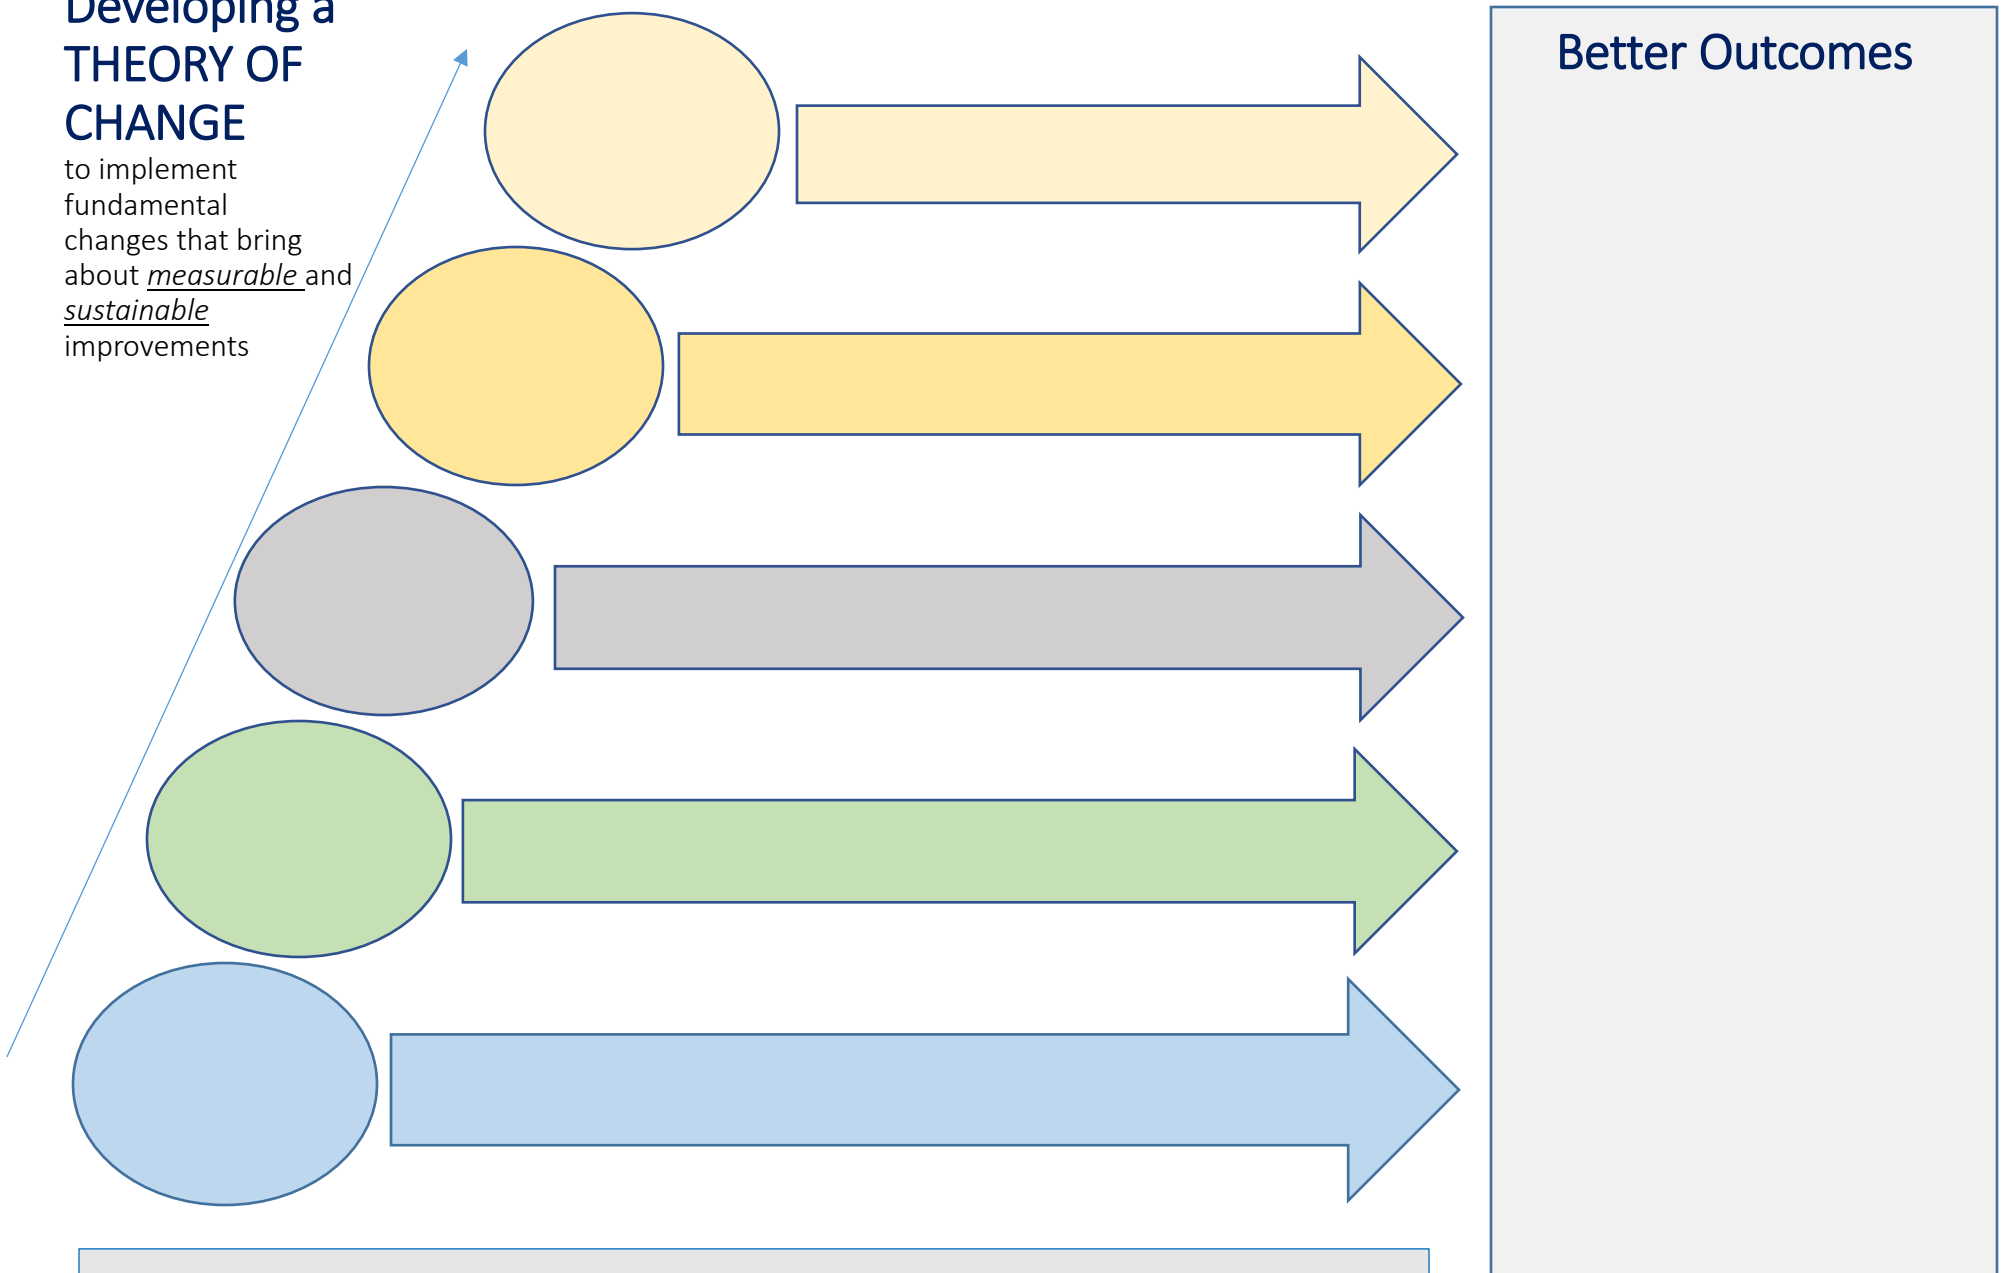 Developing a
THEORY OF
CHANGE
to implement
fundamental
changes that bring
about measurable and
sustainable
improvements
Better Outcomes